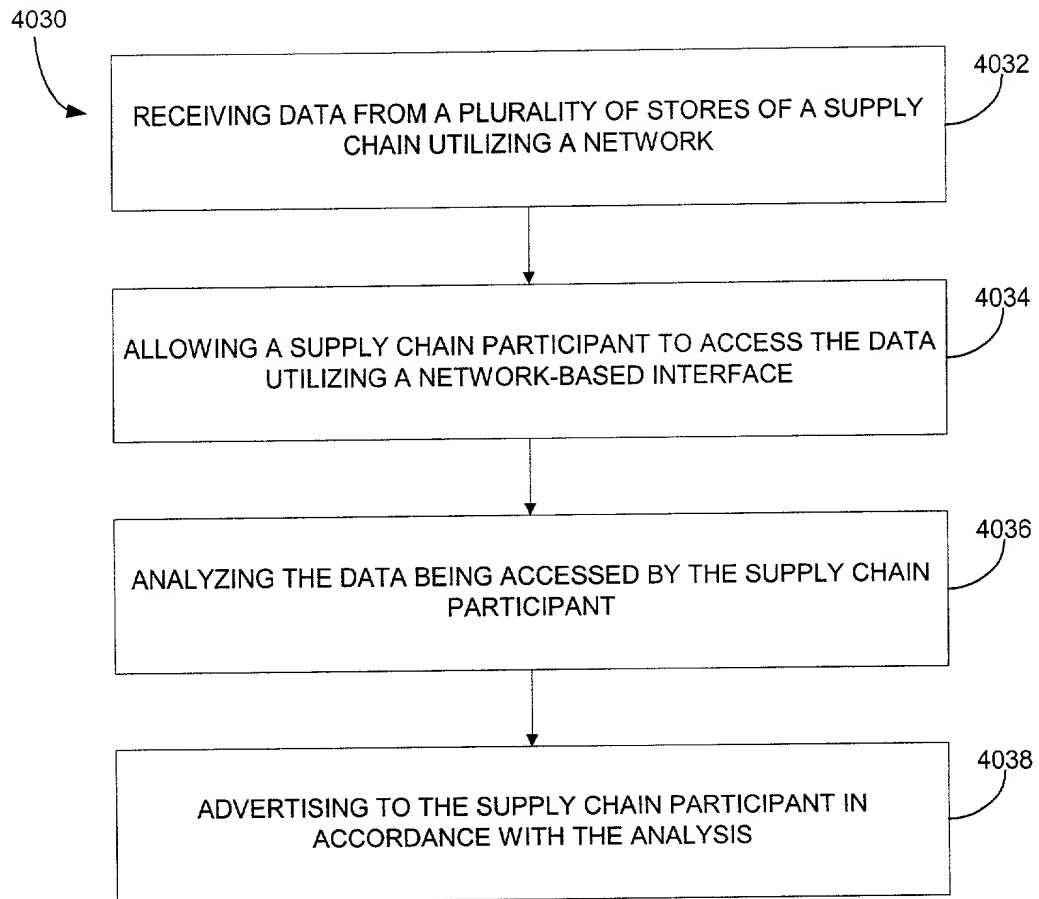 4030
4032
RECEIVING DATA FROM A PLURALITY OF STORES OF A SUPPLY
CHAIN UTILIZING A NETWORK
4034
ALLOWING A SUPPLY CHAIN PARTICIPANT TO ACCESS THE DATA
UTILIZING A NETWORK-BASED INTERFACE
4036
ANALYZING THE DATA BEING ACCESSED BY THE SUPPLY CHAIN
PARTICIPANT
4038
ADVERTISING TO THE SUPPLY CHAIN PARTICIPANT IN
ACCORDANCE WITH THE ANALYSIS